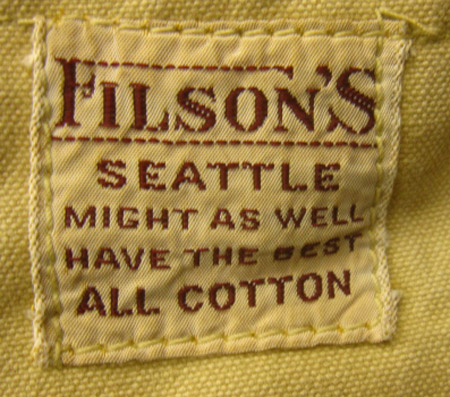 FILSON'S
SEATTLE
MIGHT AS WELL
HAVE THE BEST
ALL COTTON